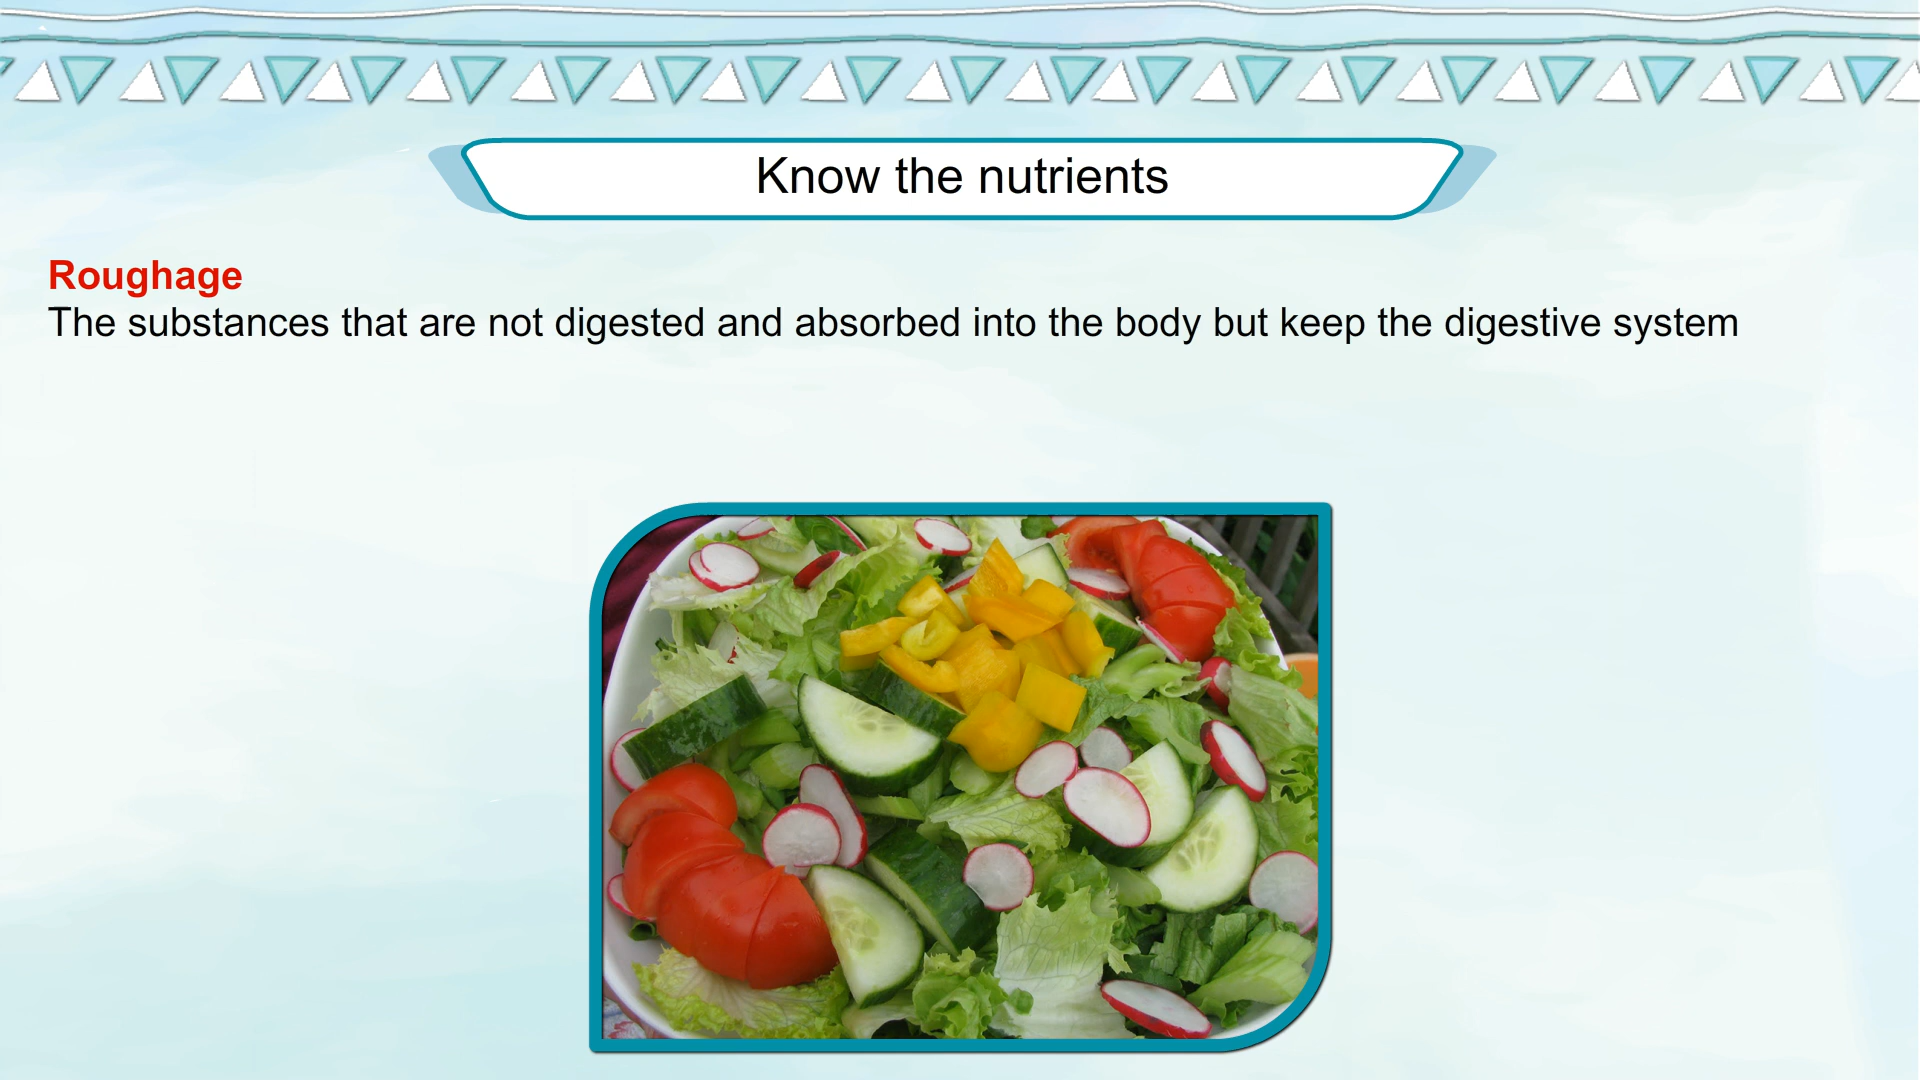 Know the nutrients
Roughage
The substances that are not digested and absorbed into the body but keep the digestive system